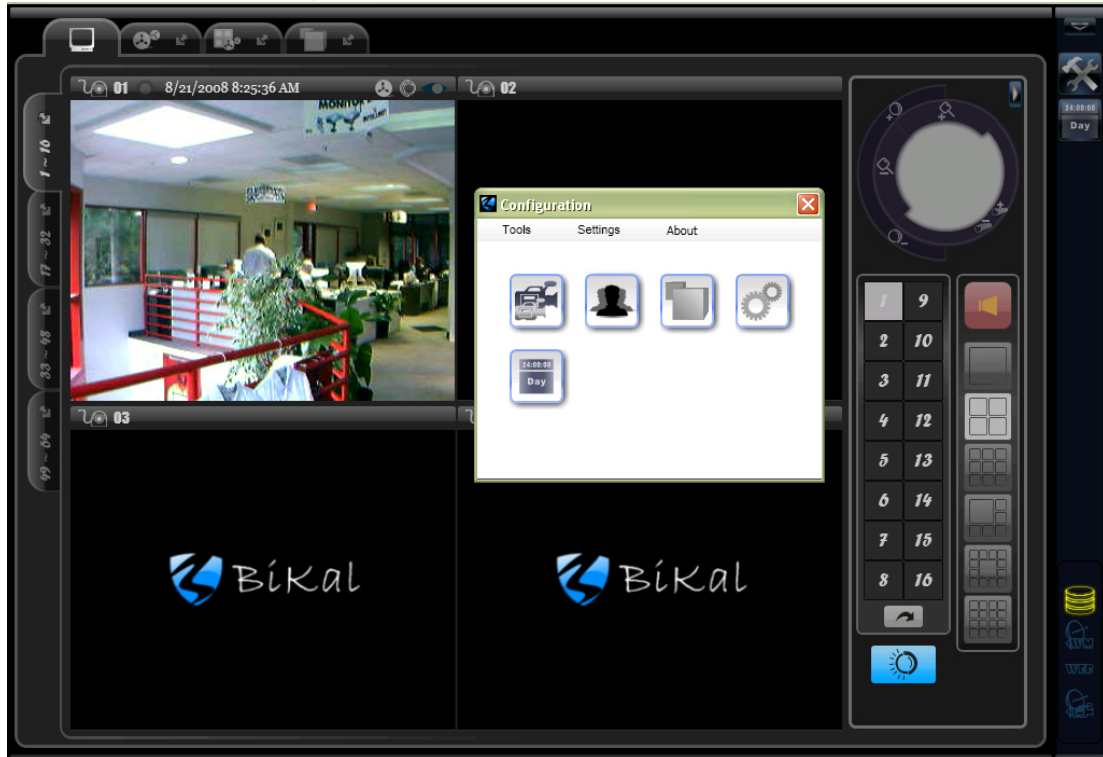 01 8/21/2008 8:25:36 AM 02
24:00:00
Day
1 ~ 16
MONITOR
Configuration
Tools Settings About
17 ~ 32
24:00:00
Day
33 ~ 48
03
49 ~ 64
BiKal BiKal
1 9
2 10
3 11
4 12
5 13
6 14
7 15
8 16
WM
WEB